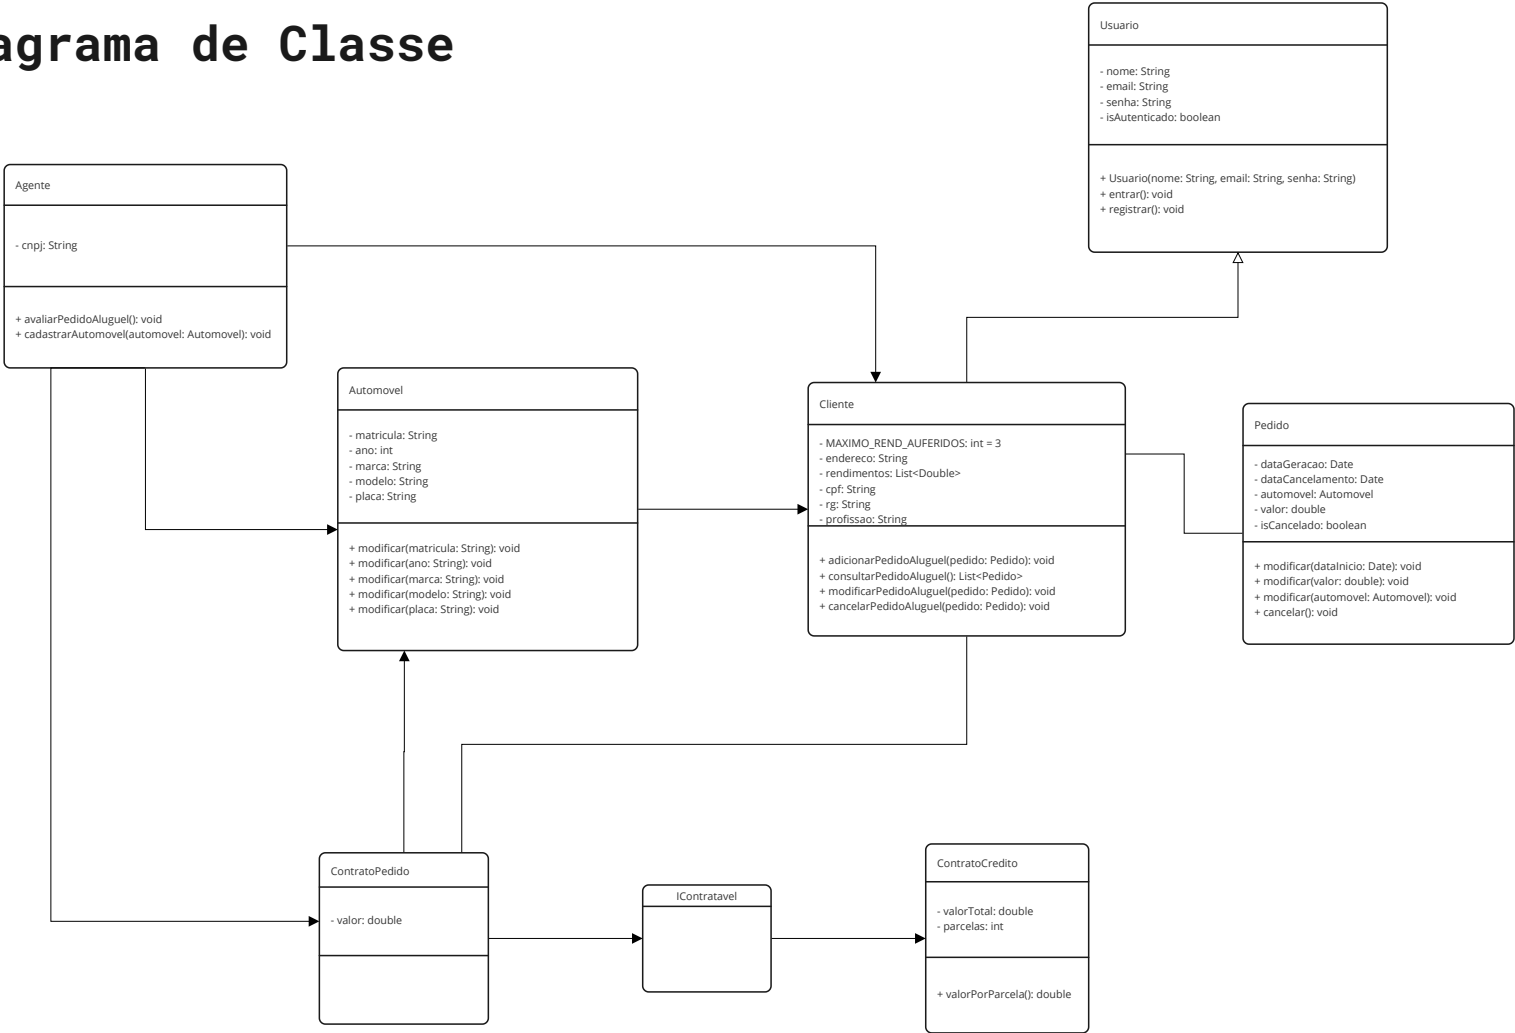 agrama de Classe
Usuario
- nome: String
- email: String
- senha: String
- isAutenticado: boolean
+ Usuario(nome: String, email: String, senha: String)
+ entrar(): void
+ registrar(): void
Agente
- cnpj: String
+ avaliarPedidoAluguel(): void
+ cadastrarAutomovel(automovel: Automovel): void
Automovel
- matricula: String
- ano: int
- marca: String
- modelo: String
- placa: String
+ modificar(matricula: String): void
+ modificar(ano: String): void
+ modificar(marca: String): void
+ modificar(modelo: String): void
+ modificar(placa: String): void
Cliente
- MAXIMO_REND_AUFERIDOS: int = 3
- endereco: String
- rendimentos: List<Double>
- cpf: String
- rg: String
- profissao: String
+ adicionarPedidoAluguel(pedido: Pedido): void
+ consultarPedidoAluguel(): List<Pedido>
+ modificarPedidoAluguel(pedido: Pedido): void
+ cancelarPedidoAluguel(pedido: Pedido): void
Pedido
- dataGeracao: Date
- dataCancelamento: Date
- automovel: Automovel
- valor: double
- isCancelado: boolean
+ modificar(dataInicio: Date): void
+ modificar(valor: double): void
+ modificar(automovel: Automovel): void
+ cancelar(): void
ContratoPedido
- valor: double
IContratavel
ContratoCredito
- valorTotal: double
- parcelas: int
+ valorPorParcela(): double